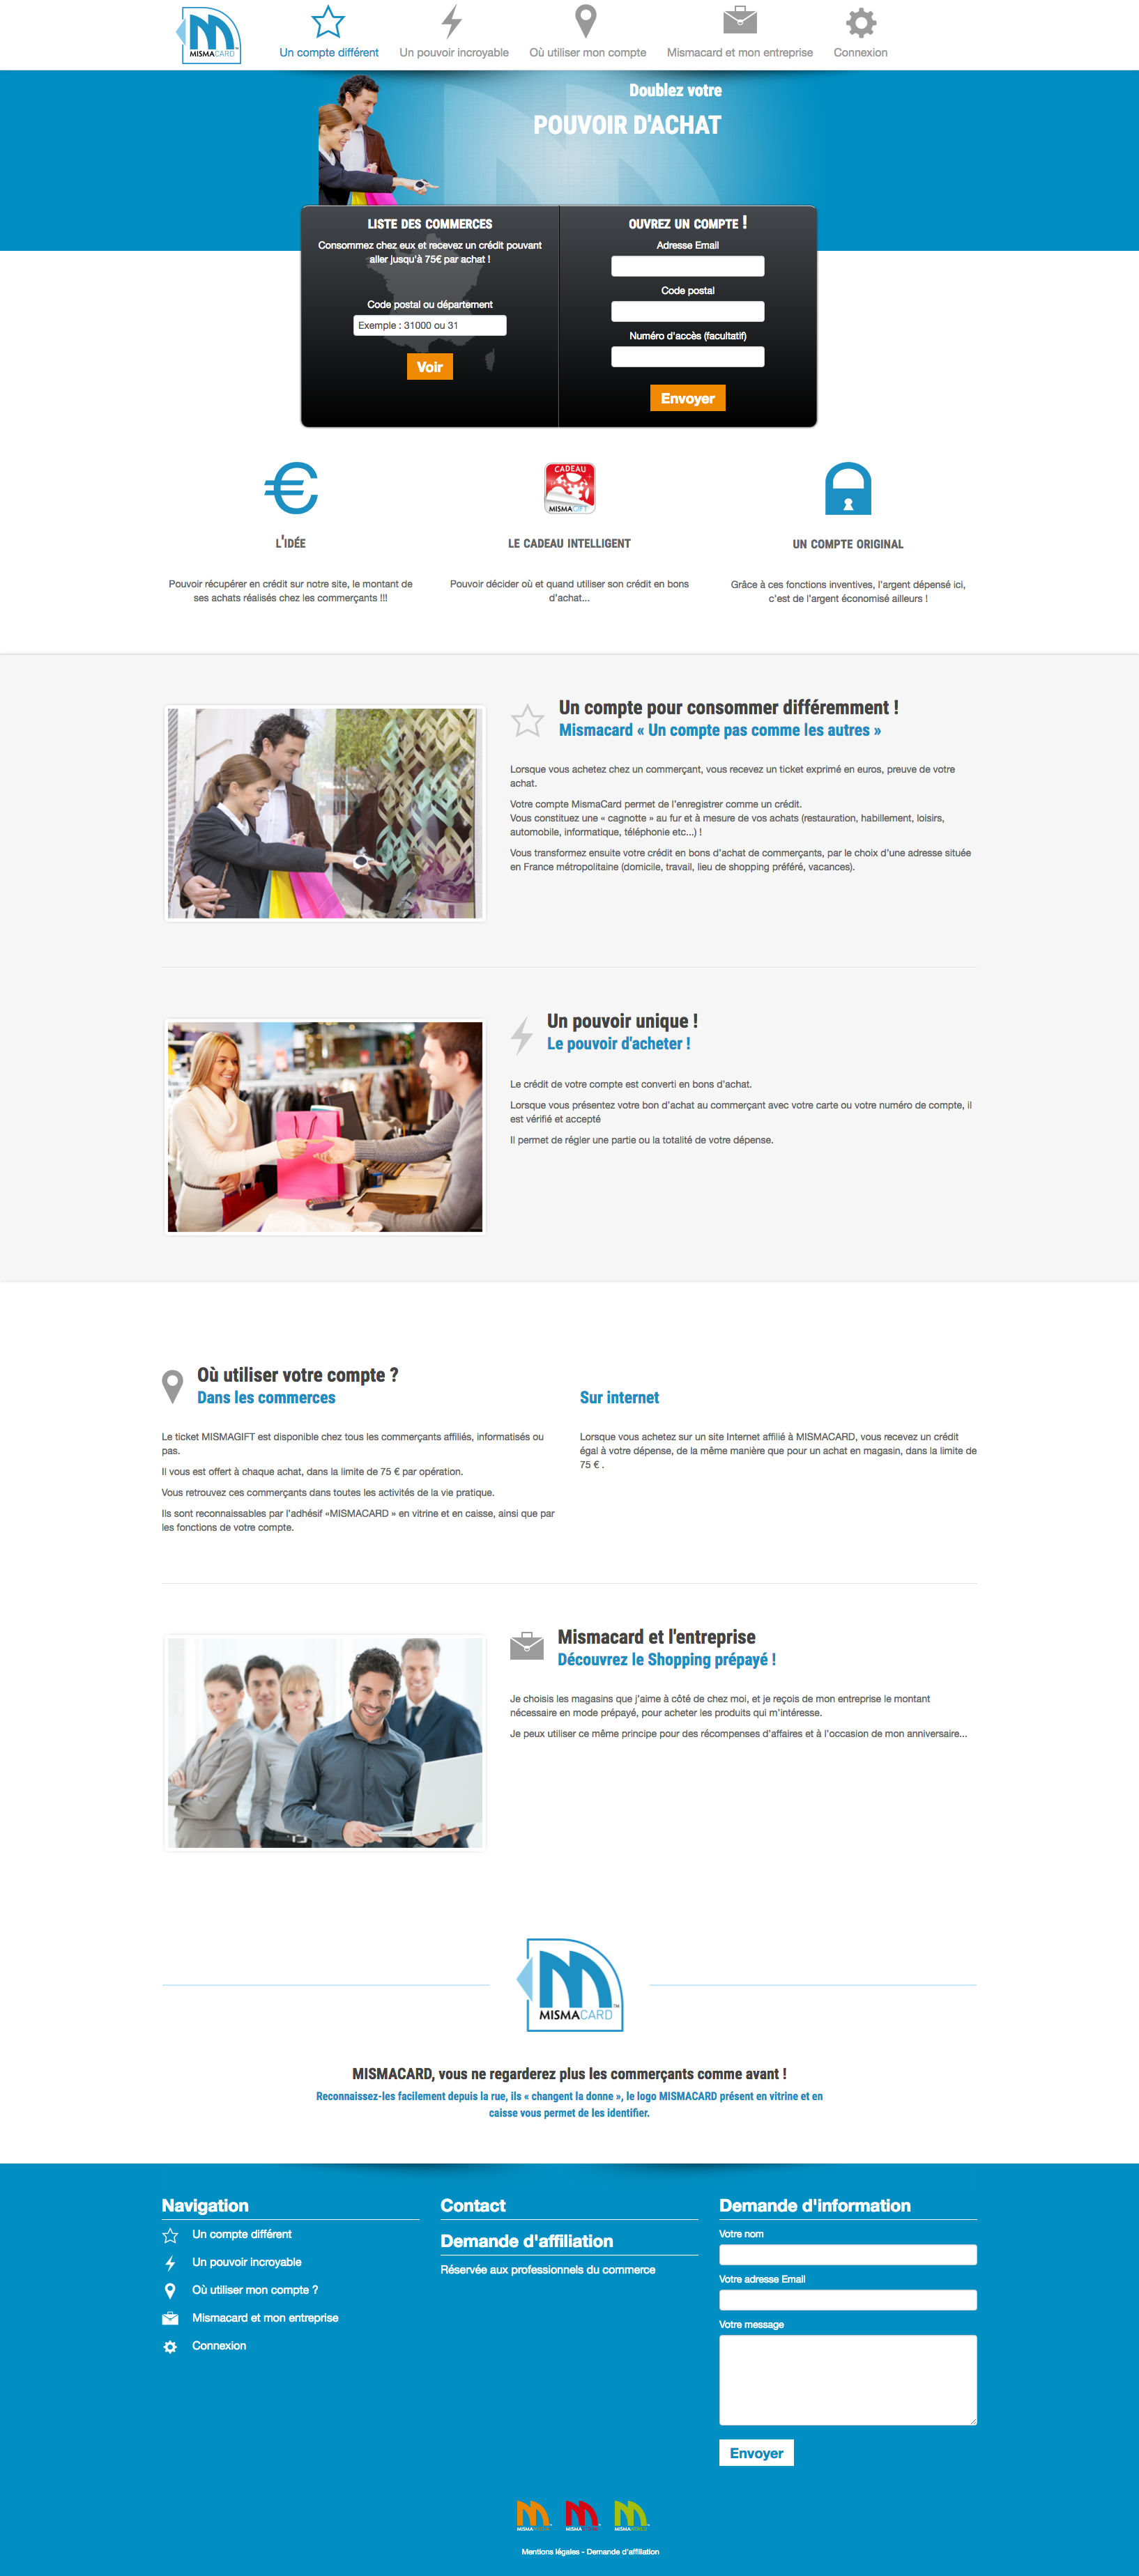 MISMACARD
Un compte différent
Un pouvoir incroyable
Où utiliser mon compte
Mismacard et mon entreprise
Connexion
Doublez votre
POUVOIR D'ACHAT
LISTE DES COMMERCES
Consommez chez eux et recevez un crédit pouvant
aller jusqu'à 75€ par achat !
Code postal ou département
Exemple : 31000 ou 31
Voir
OUVREZ UN COMPTE !
Adresse Email
Code postal
Numéro d'accès (facultatif)
Envoyer
L'IDÉE
Pouvoir récupérer en crédit sur notre site, le montant de
ses achats réalisés chez les commerçants !!!
CADEAU
MISMAGIFT
LE CADEAU INTELLIGENT
Pouvoir décider où et quand utiliser son crédit en bons
d'achat...
UN COMPTE ORIGINAL
Grâce à ces fonctions inventives, l'argent dépensé ici,
c'est de l'argent économisé ailleurs !
Un compte pour consommer différemment !
Mismacard « Un compte pas comme les autres »
Lorsque vous achetez chez un commerçant, vous recevez un ticket exprimé en euros, preuve de votre
achat.
Votre compte MismaCard permet de l'enregistrer comme un crédit.
Vous constituez une « cagnotte » au fur et à mesure de vos achats (restauration, habillement, loisirs,
automobile, informatique, téléphonie etc...) !
Vous transformez ensuite votre crédit en bons d'achat de commerçants, par le choix d'une adresse située
en France métropolitaine (domicile, travail, lieu de shopping préféré, vacances).
Un pouvoir unique !
Le pouvoir d'acheter !
Le crédit de votre compte est converti en bons d'achat.
Lorsque vous présentez votre bon d'achat au commerçant avec votre carte ou votre numéro de compte, il
est vérifié et accepté
Il permet de régler une partie ou la totalité de votre dépense.
Où utiliser votre compte ?
Dans les commerces
Le ticket MISMAGIFT est disponible chez tous les commerçants affiliés, informatisés ou
pas.
Il vous est offert à chaque achat, dans la limite de 75 € par opération.
Vous retrouvez ces commerçants dans toutes les activités de la vie pratique.
Ils sont reconnaissables par l'adhésif «MISMACARD » en vitrine et en caisse, ainsi que par
les fonctions de votre compte.
Sur internet
Lorsque vous achetez sur un site Internet affilié à MISMACARD, vous recevez un crédit
égal à votre dépense, de la même manière que pour un achat en magasin, dans la limite de
75 € .
Mismacard et l'entreprise
Découvrez le Shopping prépayé !
Je choisis les magasins que j'aime à côté de chez moi, et je reçois de mon entreprise le montant
nécessaire en mode prépayé, pour acheter les produits qui m'intéresse.
Je peux utiliser ce même principe pour des récompenses d'affaires et à l'occasion de mon anniversaire...
MISMACARD
TM
MISMACARD, vous ne regarderez plus les commerçants comme avant !
Reconnaissez-les facilement depuis la rue, ils « changent la donne », le logo MISMACARD présent en vitrine et en
caisse vous permet de les identifier.
Navigation
Un compte différent
Un pouvoir incroyable
Où utiliser mon compte ?
Mismacard et mon entreprise
Connexion
Contact
Demande d'affiliation
Réservée aux professionnels du commerce
Demande d'information
Votre nom
Votre adresse Email
Votre message
Envoyer
MISMA
MISMA
MISMA
Mentions légales - Demande d'affiliation